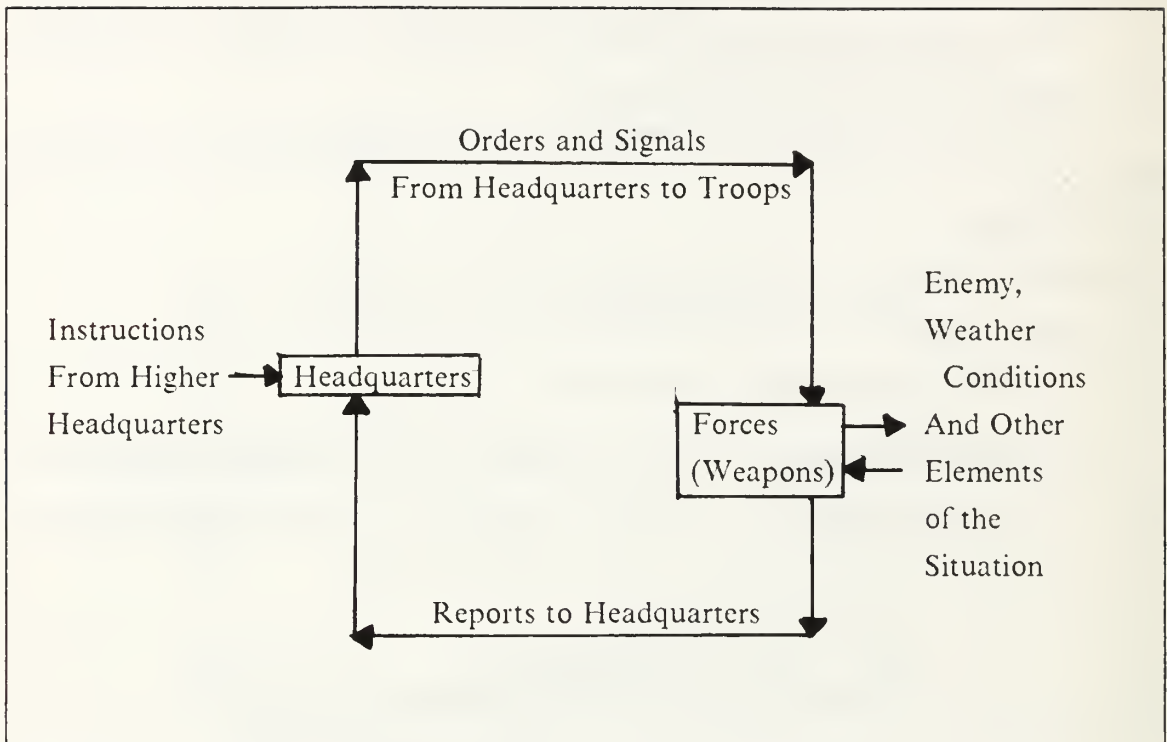 Orders and Signals
From Headquarters to Troops
Instructions
From Higher
Headquarters
Headquarters
Forces
(Weapons)
Enemy,
Weather
Conditions
And Other
Elements
of the
Situation
Reports to Headquarters